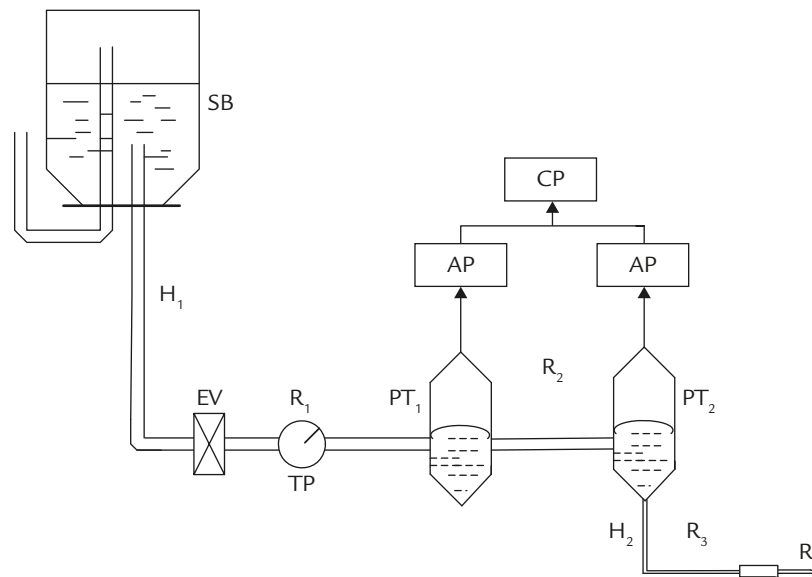 SB
CP
AP AP
H₁
R₂
EV R₁ PT₁ PT₂
TP
H₂ R₃ R